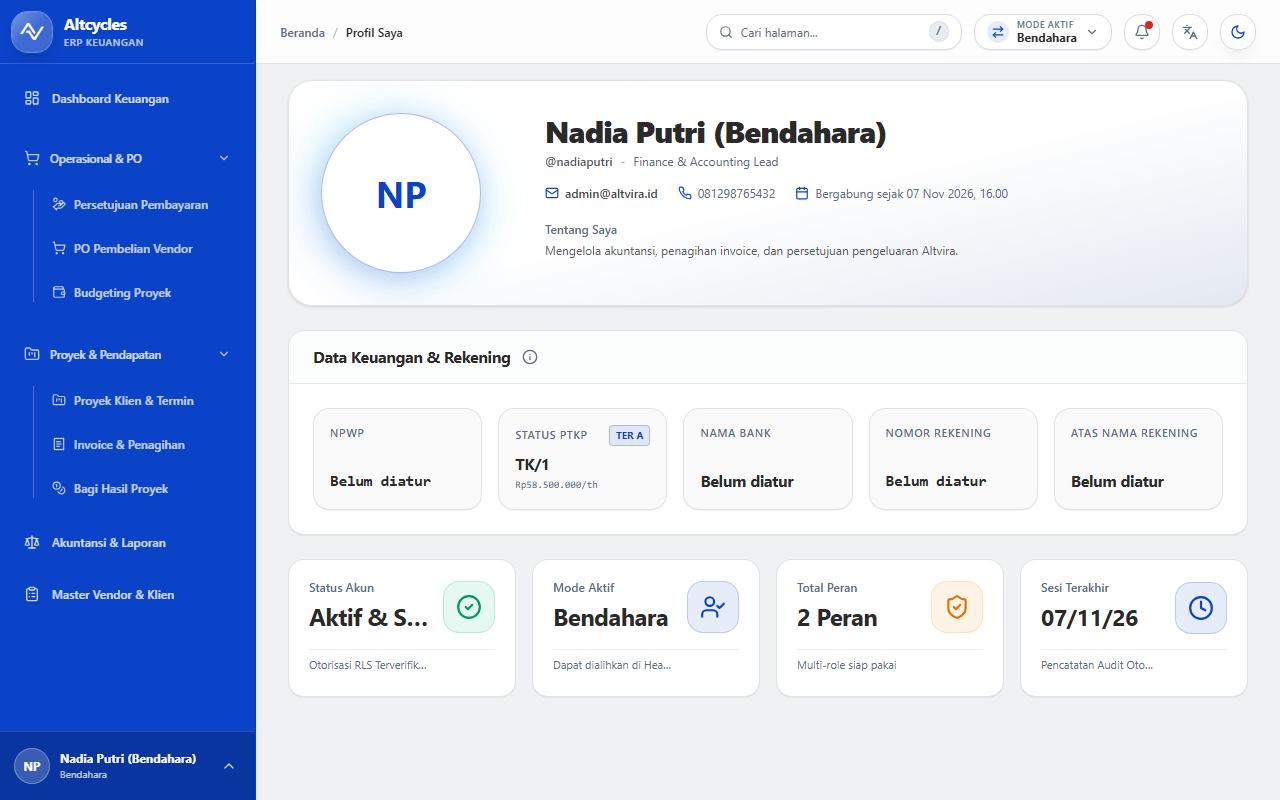 Altcycles
ERP KEUANGAN
Dashboard Keuangan
Operasional & PO
Persetujuan Pembayaran
PO Pembelian Vendor
Budgeting Proyek
Proyek & Pendapatan
Proyek Klien & Termin
Invoice & Penagihan
Bagi Hasil Proyek
Akuntansi & Laporan
Master Vendor & Klien
NP
Nadia Putri (Bendahara)
Bendahara
Beranda / Profil Saya
Cari halaman... /
MODE AKTIF
Bendahara
NP
Nadia Putri (Bendahara)
@nadiaputri - Finance & Accounting Lead
admin@altvira.id 081298765432 Bergabung sejak 07 Nov 2026, 16.00
Tentang Saya
Mengelola akuntansi, penagihan invoice, dan persetujuan pengeluaran Altvira.
Data Keuangan & Rekening
NPWP
Belum diatur
STATUS PTKP TER A
TK/1
Rp58.500.000/th
NAMA BANK
Belum diatur
NOMOR REKENING
Belum diatur
ATAS NAMA REKENING
Belum diatur
Status Akun
Aktif & S...
Otorisasi RLS Terverifik...
Mode Aktif
Bendahara
Dapat dialihkan di Hea...
Total Peran
2 Peran
Multi-role siap pakai
Sesi Terakhir
07/11/26
Pencatatan Audit Oto...